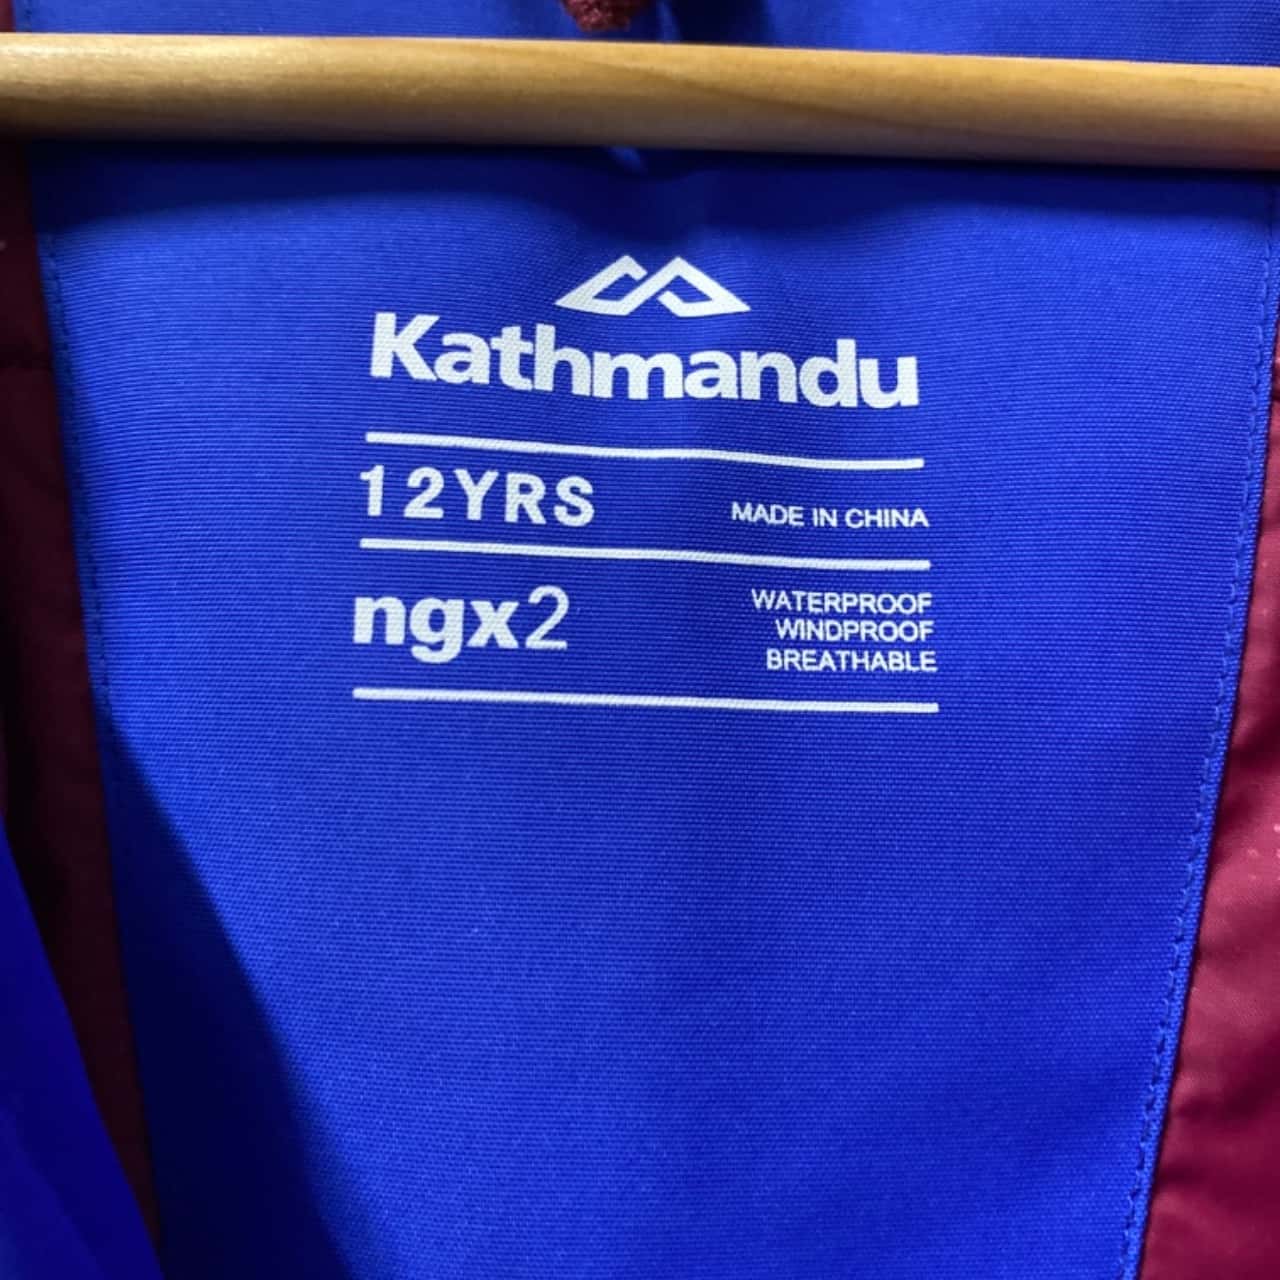 Kathmandu
12YRS MADE IN CHINA
ngx2
WATERPROOF
WINDPROOF
BREATHABLE